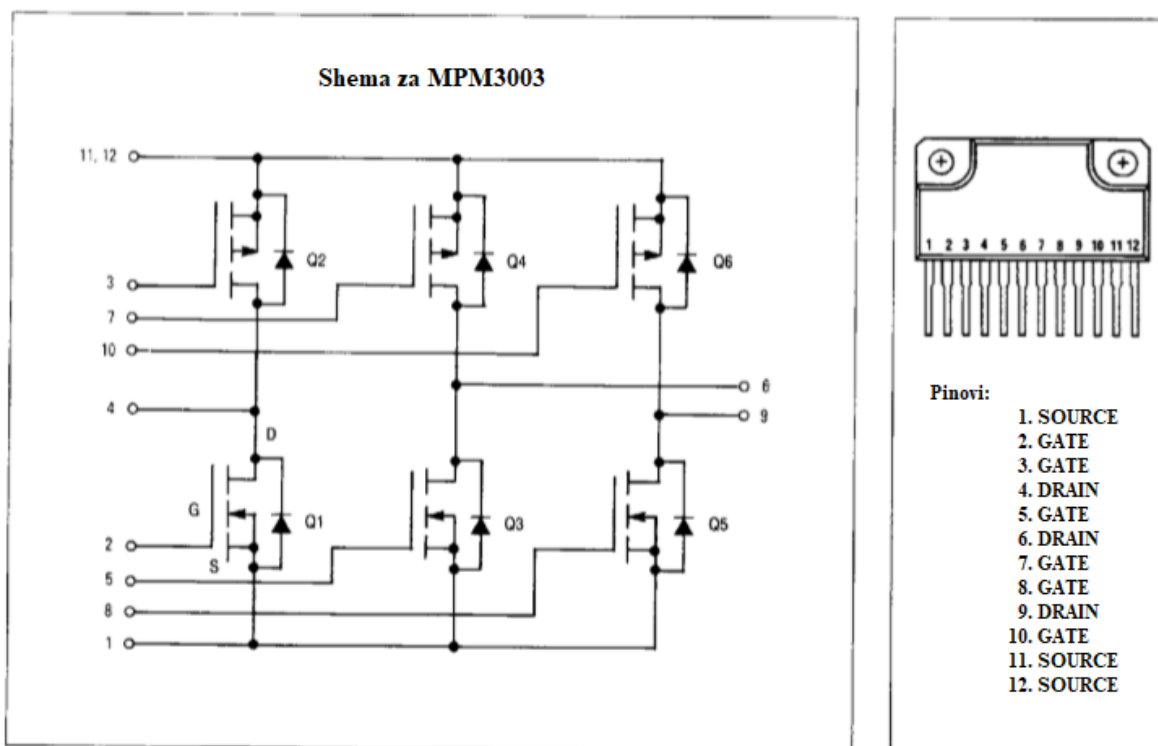 Shema za MPM3003
11, 12
Q2
Q4
Q6
3
7
10
6
4
9
D
G
Q1
Q3
Q5
2
S
5
8
1
1 2 3 4 5 6 7 8 9 10 11 12
Pinovi:
1. SOURCE
2. GATE
3. GATE
4. DRAIN
5. GATE
6. DRAIN
7. GATE
8. GATE
9. DRAIN
10. GATE
11. SOURCE
12. SOURCE